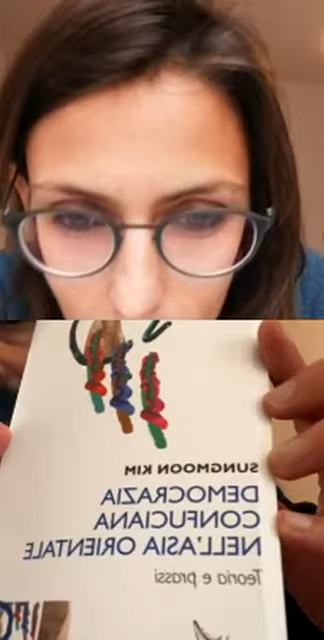 SUNGMOON KIM
DEMOCRAZIA
CONFUCIANA
NELL'ASIA ORIENTALE
Teoria e prassi